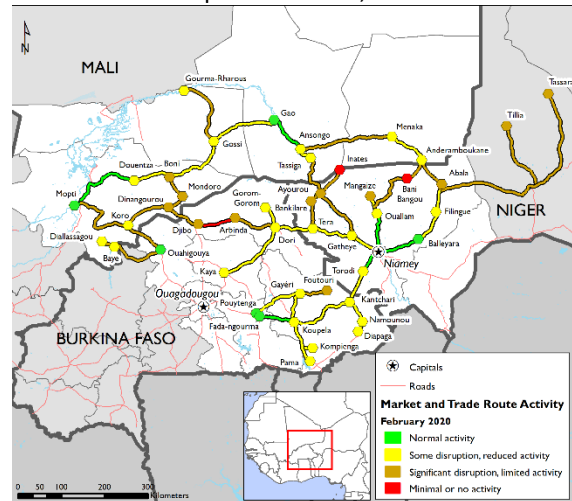 N
MALI
Gourma-Rharous
Tassara
Gao
Tillia
Ansongo
Menaka
Gossi
Anderamboukane
Douentza
Boni
Tassiga
Inates
Abala
Mopti
Mondoro
Gorom-
Gorom
Ayourou
Mangaize
Bani
Bangou
Dinangourou
Bankilare
NIGER
Koro
Djibo
Arbinda
Ouallam
Filingue
Diallassagou
Dori
Tera
Gatheye
Balleyara
Baye
Ouahigouya
Niamey
Kaya
Torodi
Foutouri
Gayéri
Ouagadougou
Pouytenga
Kantchari
Fada-ngourma
Namounou
Koupela
Diapaga
BURKINA FASO
Kompienga
Pama
Capitals
Roads
Market and Trade Route Activity
February 2020
Normal activity
Some disruption, reduced activity
Significant disruption, limited activity
Minimal or no activity
0 50 100 200 300
Kilometers